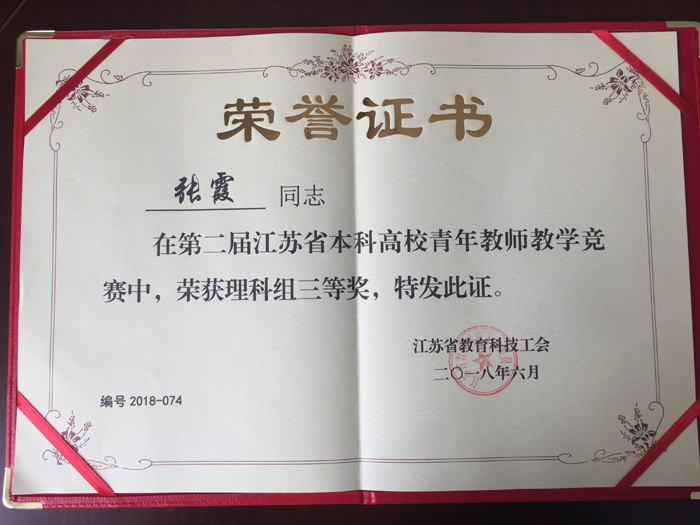 荣誉证书
张霞 同志
在第二届江苏省本科高校青年教师教学竞
赛中，荣获理科组三等奖，特发此证。
江苏省教育科技工会
二〇一八年六月
编号 2018-074